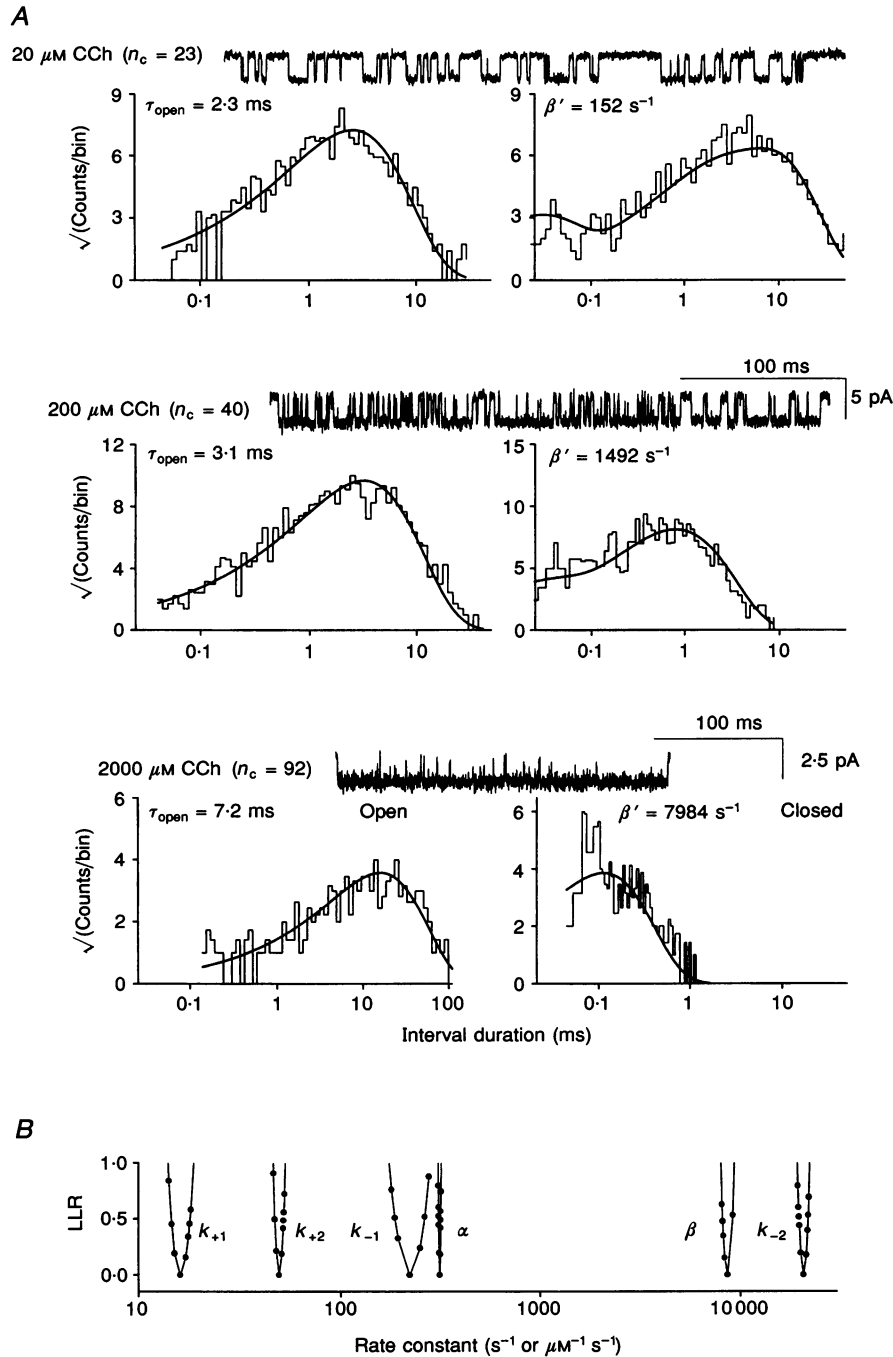 A
20 μM CCh (nc = 23)
τopen = 2·3 ms
β′ = 152 s⁻¹
√(Counts/bin)
9
6
3
0
0·1 1 10
9
6
3
0
0·1 1 10
100 ms
5 pA
200 μM CCh (nc = 40)
τopen = 3·1 ms
β′ = 1492 s⁻¹
√(Counts/bin)
12
8
4
0
0·1 1 10
15
10
5
0
0·1 1 10
100 ms
2·5 pA
2000 μM CCh (nc = 92)
τopen = 7·2 ms
Open
β′ = 7984 s⁻¹
Closed
√(Counts/bin)
6
4
2
0
0·1 1 10 100
6
4
2
0
0·1 1 10
Interval duration (ms)
B
LLR
1·0
0·5
0·0
k+1 k+2 k−1 α β k−2
10 100 1000 10 000
Rate constant (s⁻¹ or μM⁻¹ s⁻¹)